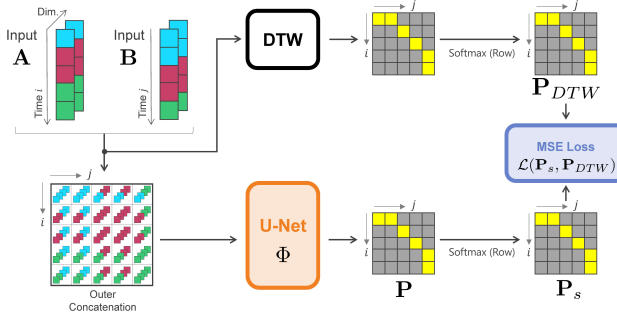 Dim.
Input
A
Time i
Input
B
Time j
DTW
j
i
Softmax (Row)
j
i
P_DTW
MSE Loss
L(P_s, P_DTW)
j
i
Outer
Concatenation
U-Net
Φ
j
i
P
Softmax (Row)
j
i
P_s